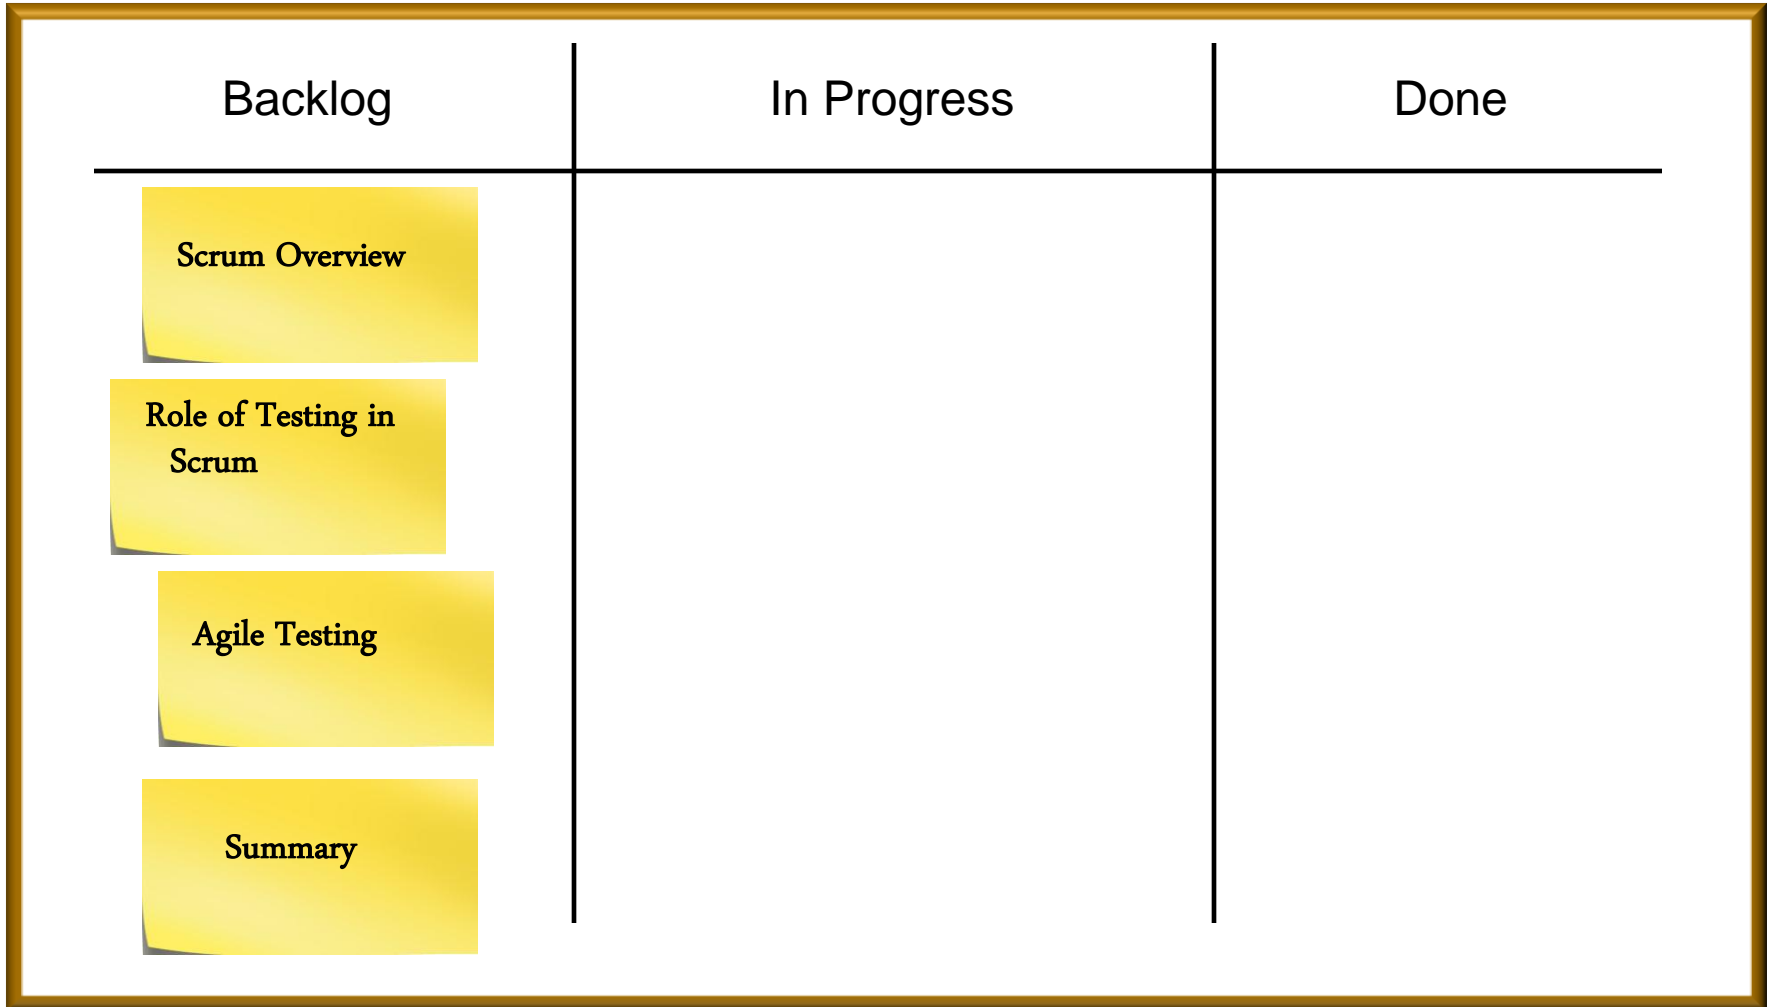 Backlog
In Progress
Done
Scrum Overview
Role of Testing in
Scrum
Agile Testing
Summary